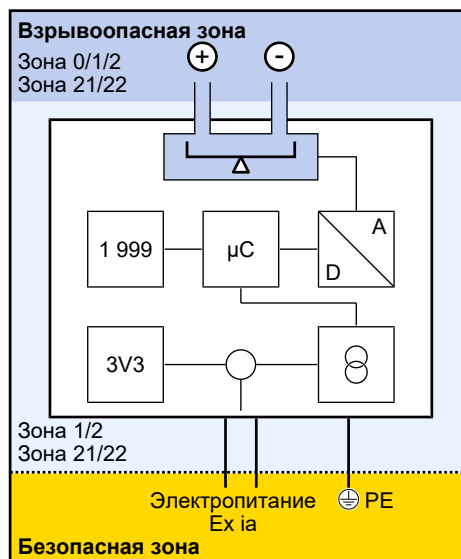 Взрывоопасная зона
Зона 0/1/2
Зона 21/22
+ -
A
1 999
µC
D
3V3
Зона 1/2
Зона 21/22
Электропитание
Ex ia
PE
Безопасная зона